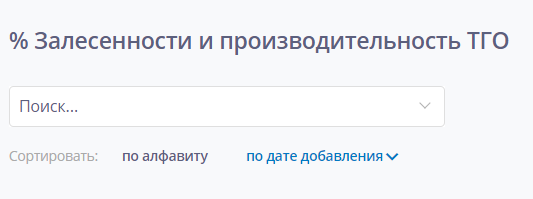 % Залесенности и производительность ТГО
Поиск...
Сортировать: по алфавиту по дате добавления